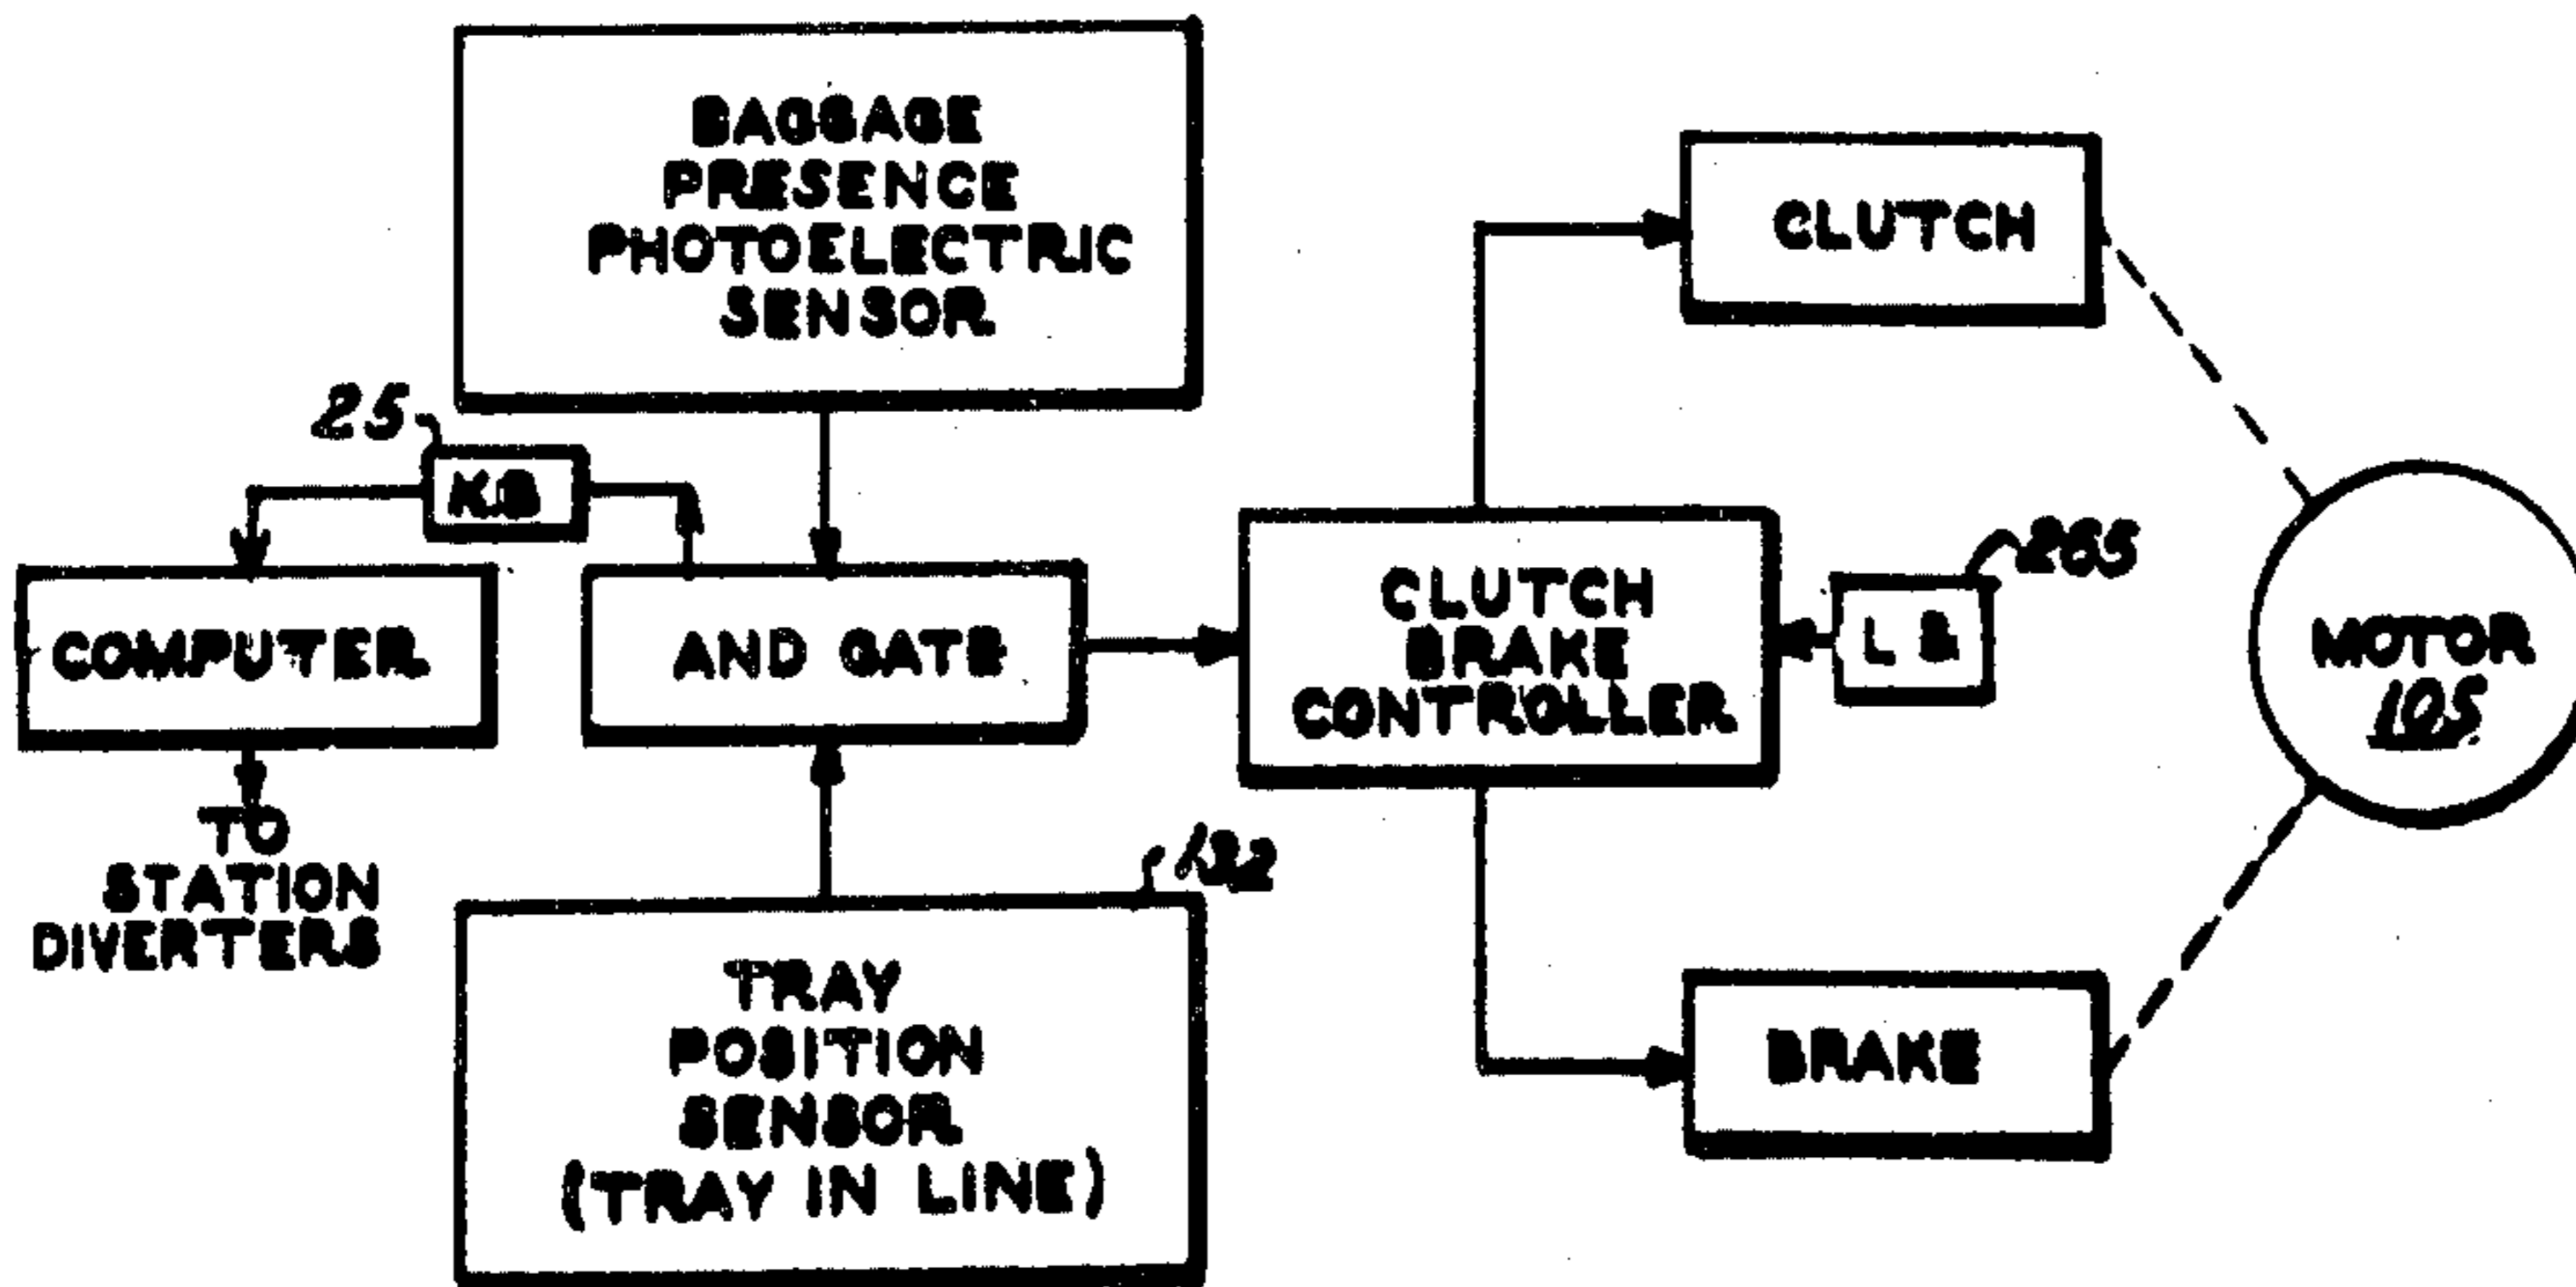 BAGGAGE
PRESENCE
PHOTOELECTRIC
SENSOR
25
KB
COMPUTER
TO
STATION
DIVERTERS
AND GATE
TRAY
POSITION
SENSOR
(TRAY IN LINE)
132
CLUTCH
BRAKE
CONTROLLER
265
CLUTCH
BRAKE
MOTOR
105